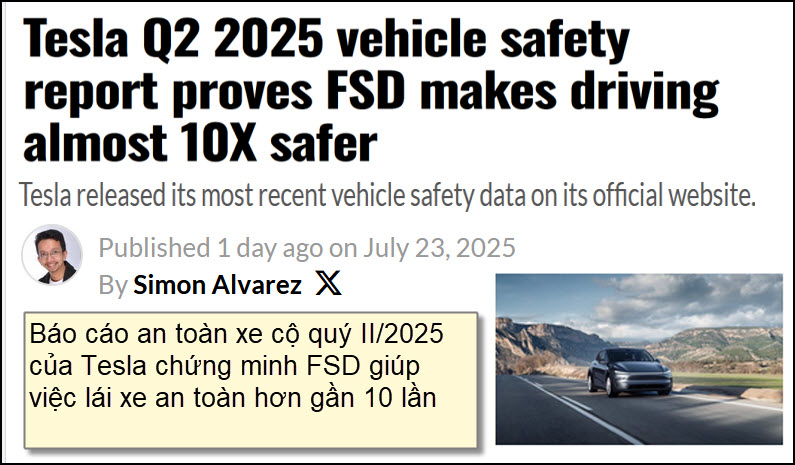 Tesla Q2 2025 vehicle safety
report proves FSD makes driving
almost 10X safer
Tesla released its most recent vehicle safety data on its official website.
Published 1 day ago on July 23, 2025
By Simon Alvarez X
Báo cáo an toàn xe cộ quý II/2025
của Tesla chứng minh FSD giúp
việc lái xe an toàn hơn gần 10 lần